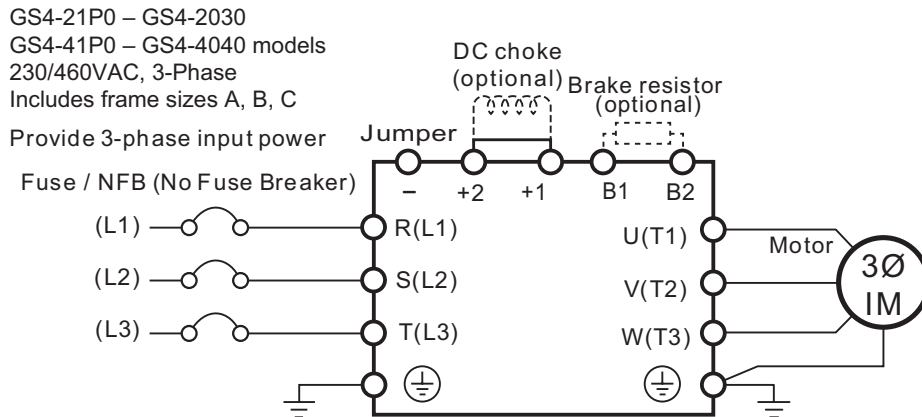 GS4-21P0 – GS4-2030
GS4-41P0 – GS4-4040 models
230/460VAC, 3-Phase
Includes frame sizes A, B, C
Provide 3-phase input power
Fuse / NFB (No Fuse Breaker)
DC choke
(optional)
Brake resistor
(optional)
Jumper
–
+2
+1
B1
B2
(L1)
R(L1)
U(T1)
Motor
(L2)
S(L2)
V(T2)
3Ø
IM
(L3)
T(L3)
W(T3)